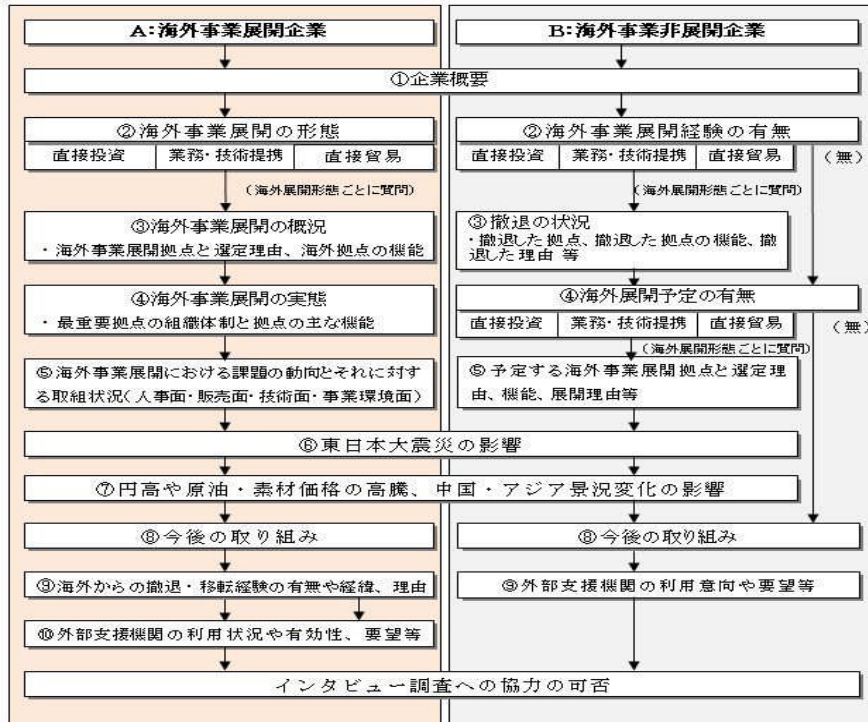 A:海外事業展開企業
B:海外事業非展開企業
①企業概要
②海外事業展開の形態
直接投資
業務・技術提携
直接貿易
(海外展開形態ごとに質問)
③海外事業展開の概況
・海外事業展開拠点と選定理由、海外拠点の機能
④海外事業展開の実態
・最重要拠点の組織体制と拠点の主な機能
⑤海外事業展開における課題の動向とそれに対す
る取組状況(人事面・販売面・技術面・事業環境面)
②海外事業展開経験の有無
直接投資
業務・技術提携
直接貿易
(無)
(海外展開形態ごとに質問)
③撤退の状況
・撤退した拠点、撤退した拠点の機能、撤
退した理由 等
④海外展開予定の有無
直接投資
業務・技術提携
直接貿易
(無)
(海外展開形態ごとに質問)
⑤予定する海外事業展開拠点と選定理
由、機能、展開理由等
⑥東日本大震災の影響
⑦円高や原油・素材価格の高騰、中国・アジア景況変化の影響
⑧今後の取り組み
⑨海外からの撤退・移転経験の有無や経緯、理由
⑩外部支援機関の利用状況や有効性、要望等
⑧今後の取り組み
⑨外部支援機関の利用意向や要望等
インタビュー調査への協力の可否